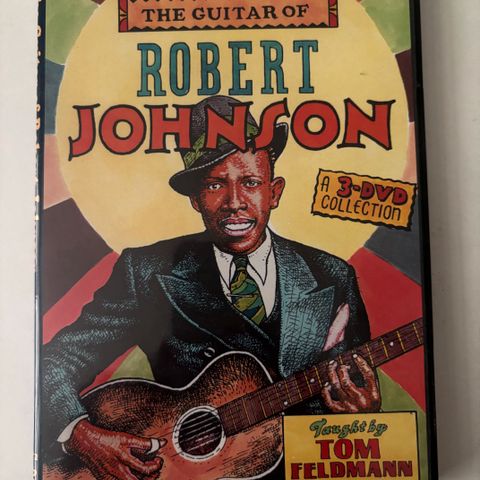 THE GUITAR OF
ROBERT
JOHNSON
A 3-DVD
COLLECTION
Taught by
TOM
FELDMANN